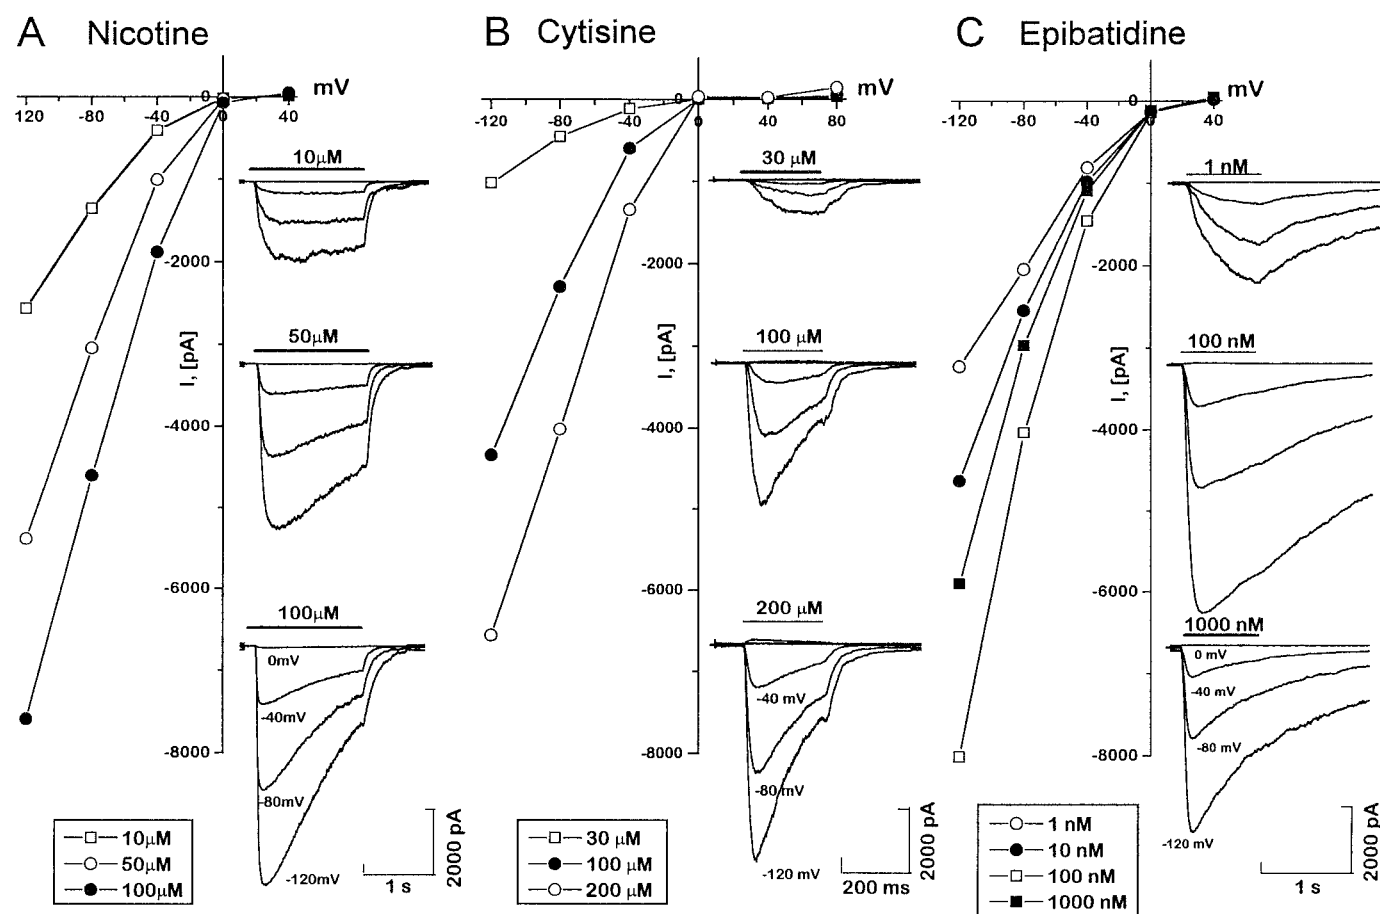 A Nicotine
mV
0
-120 -80 -40 0 40
-2000
I, [pA]
-4000
-6000
-8000
10µM
50µM
100µM
0mV
-40mV
-80mV
-120mV
10µM
50µM
100µM
1 s
2000 pA
B Cytisine
mV
0
-120 -80 -40 0 40 80
-2000
I, [pA]
-4000
-6000
-8000
30 µM
100 µM
200 µM
-40 mV
-80 mV
-120 mV
30 µM
100 µM
200 µM
200 ms
2000 pA
C Epibatidine
mV
0
-120 -80 -40 0 40
-2000
I, [pA]
-4000
-6000
-8000
1 nM
100 nM
1000 nM
0 mV
-40 mV
-80 mV
-120 mV
1 nM
10 nM
100 nM
1000 nM
1 s
2000 pA